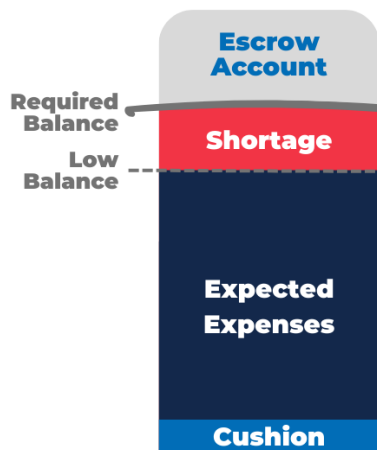 Escrow
Account
Required
Balance
Shortage
Low
Balance
Expected
Expenses
Cushion